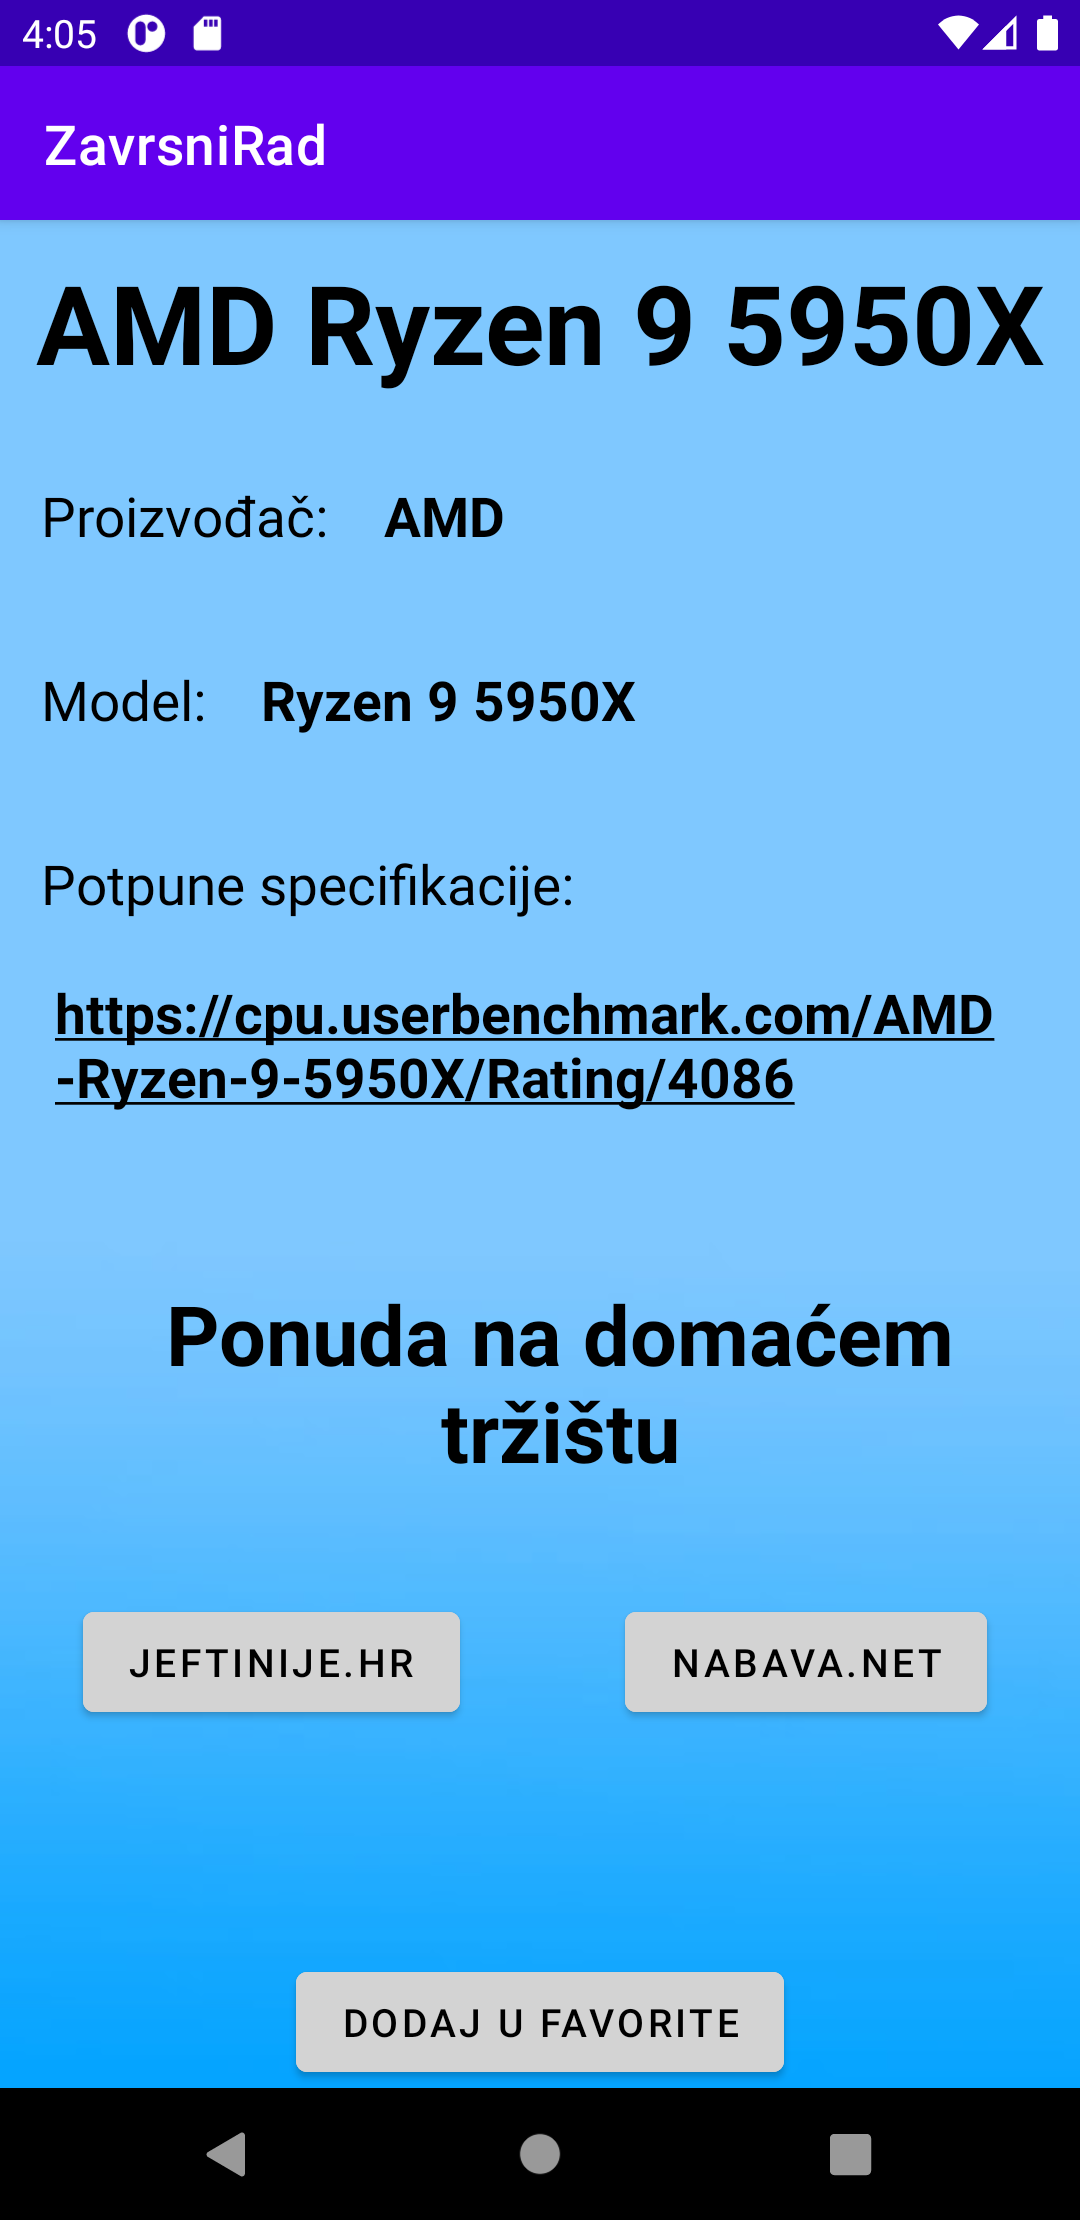 4:05
ZavrsniRad
AMD Ryzen 9 5950X
Proizvođač: AMD
Model: Ryzen 9 5950X
Potpune specifikacije:
https://cpu.userbenchmark.com/AMD
-Ryzen-9-5950X/Rating/4086
Ponuda na domaćem
tržištu
JEFTINIJE.HR NABAVA.NET
DODAJ U FAVORITE